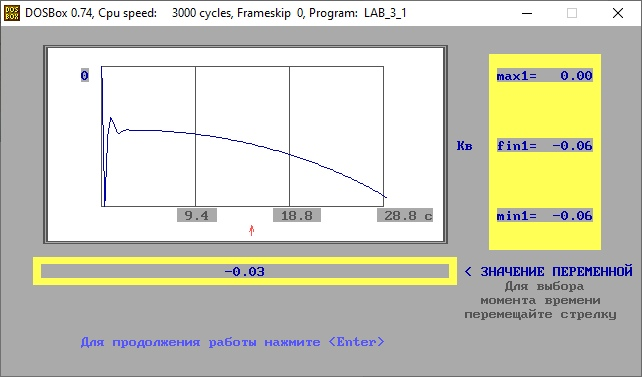 DOSBox 0.74, Cpu speed: 3000 cycles, Frameskip 0, Program: LAB_3_1
0
max1= 0.00
Кв
fin1= -0.06
min1= -0.06
9.4 18.8 28.8 с
-0.03
< ЗНАЧЕНИЕ ПЕРЕМЕННОЙ
Для выбора
момента времени
перемещайте стрелку
Для продолжения работы нажмите <Enter>